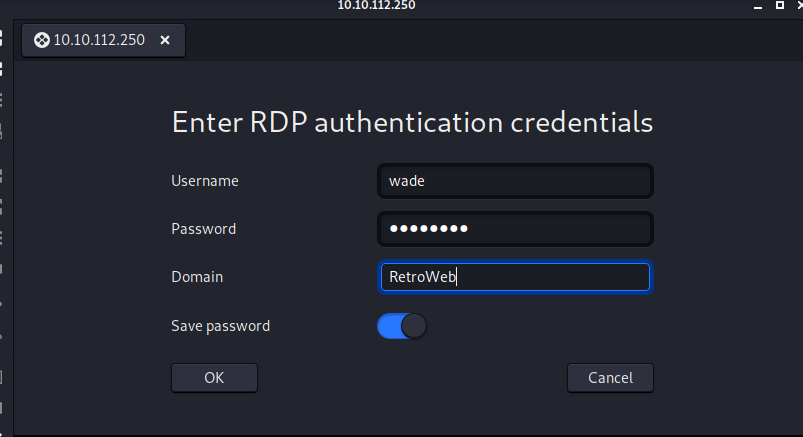 10.10.112.250
10.10.112.250 ×
Enter RDP authentication credentials
Username wade
Password ●●●●●●●●
Domain RetroWeb
Save password
OK Cancel